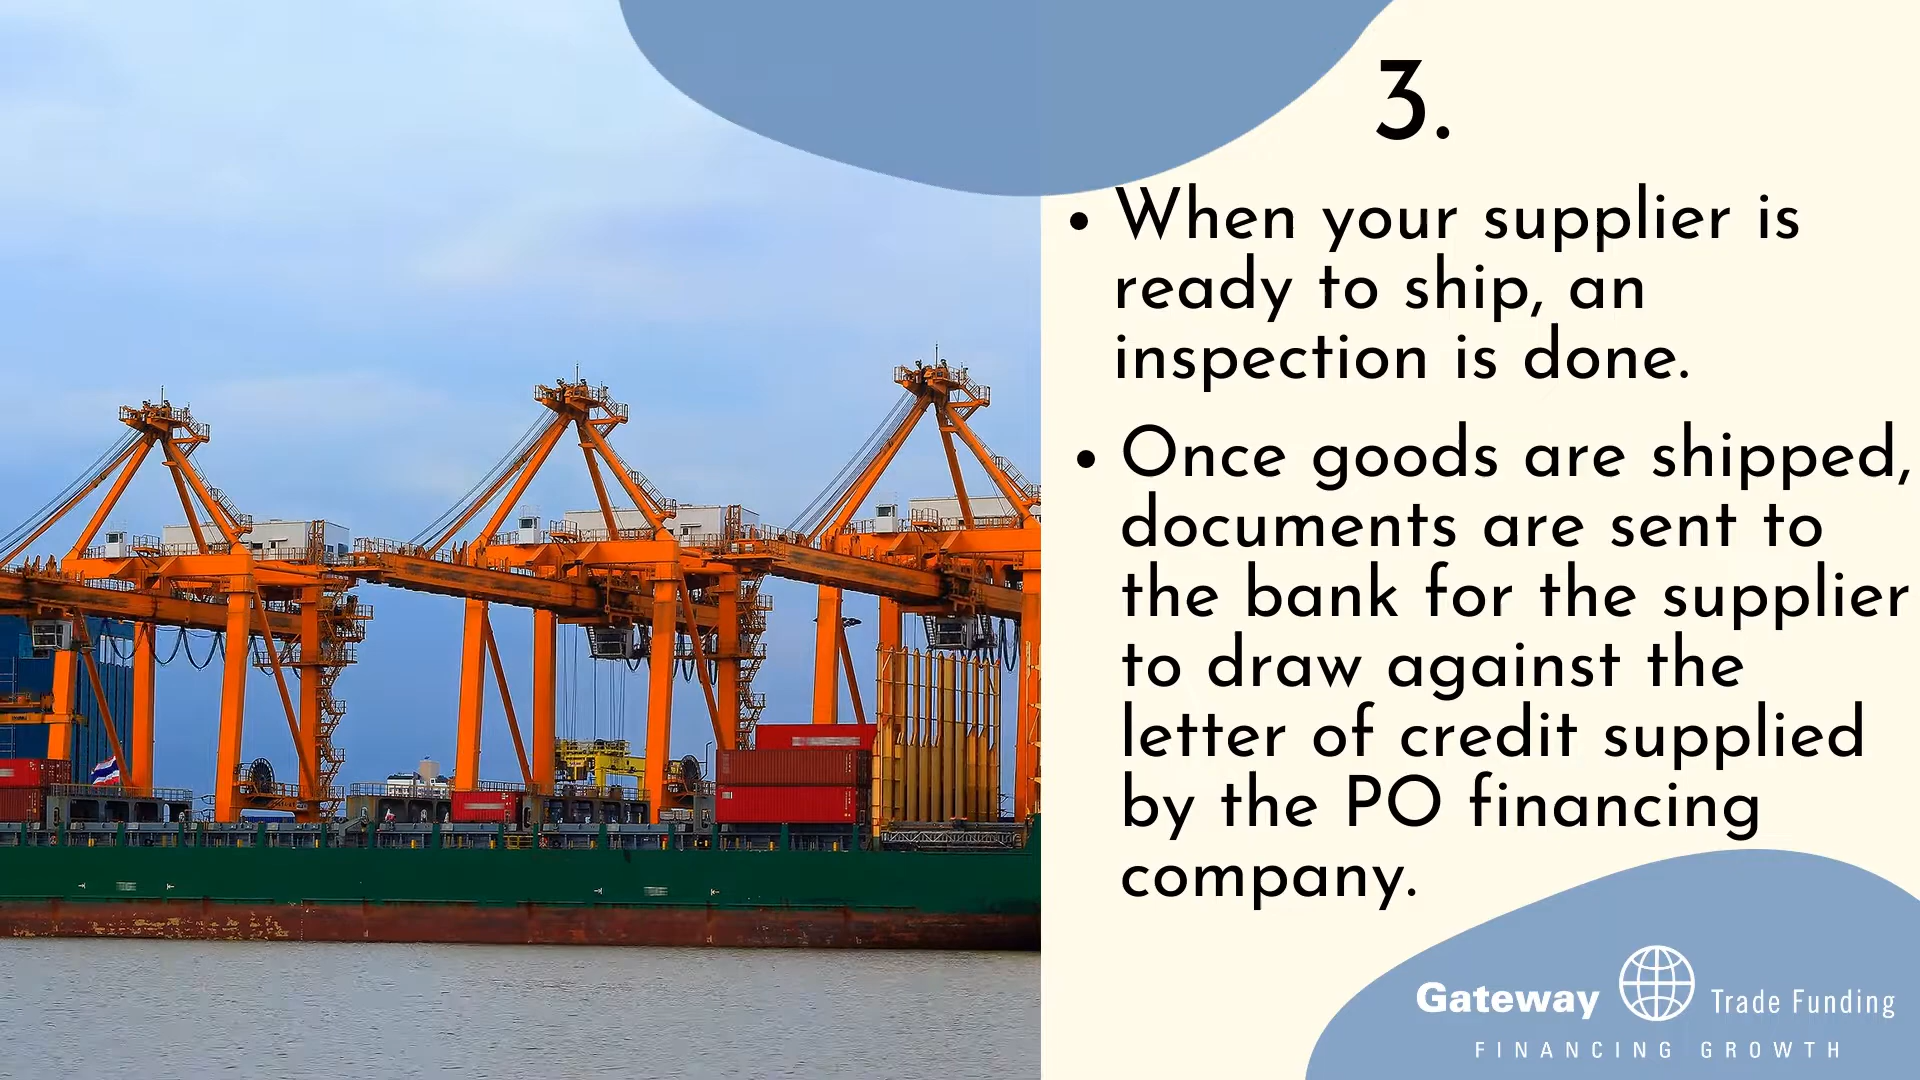 3.
• When your supplier is
ready to ship, an
inspection is done.
• Once goods are shipped,
documents are sent to
the bank for the supplier
to draw against the
letter of credit supplied
by the PO financing
company.
Gateway Trade Funding
FINANCING GROWTH